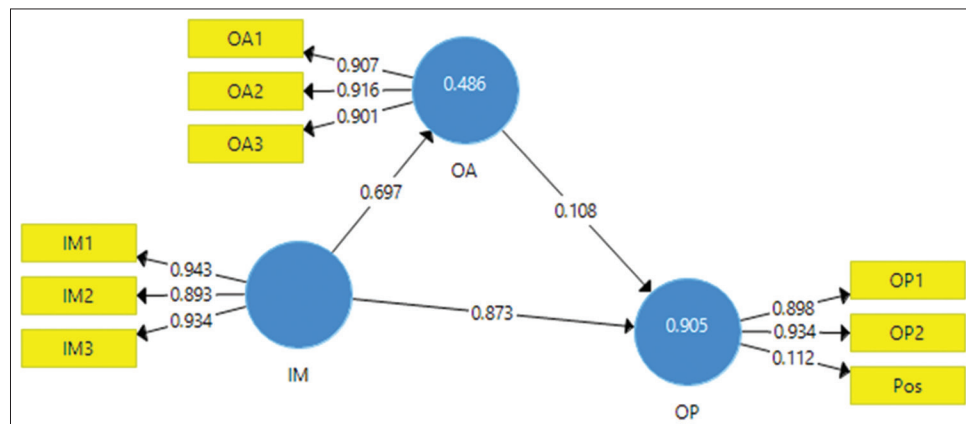 OA1
OA2
OA3
0.907
0.916
0.901
0.486
OA
0.697
0.108
IM1
IM2
IM3
0.943
0.893
0.934
IM
0.873
0.905
OP
0.898
0.934
0.112
OP1
OP2
Pos